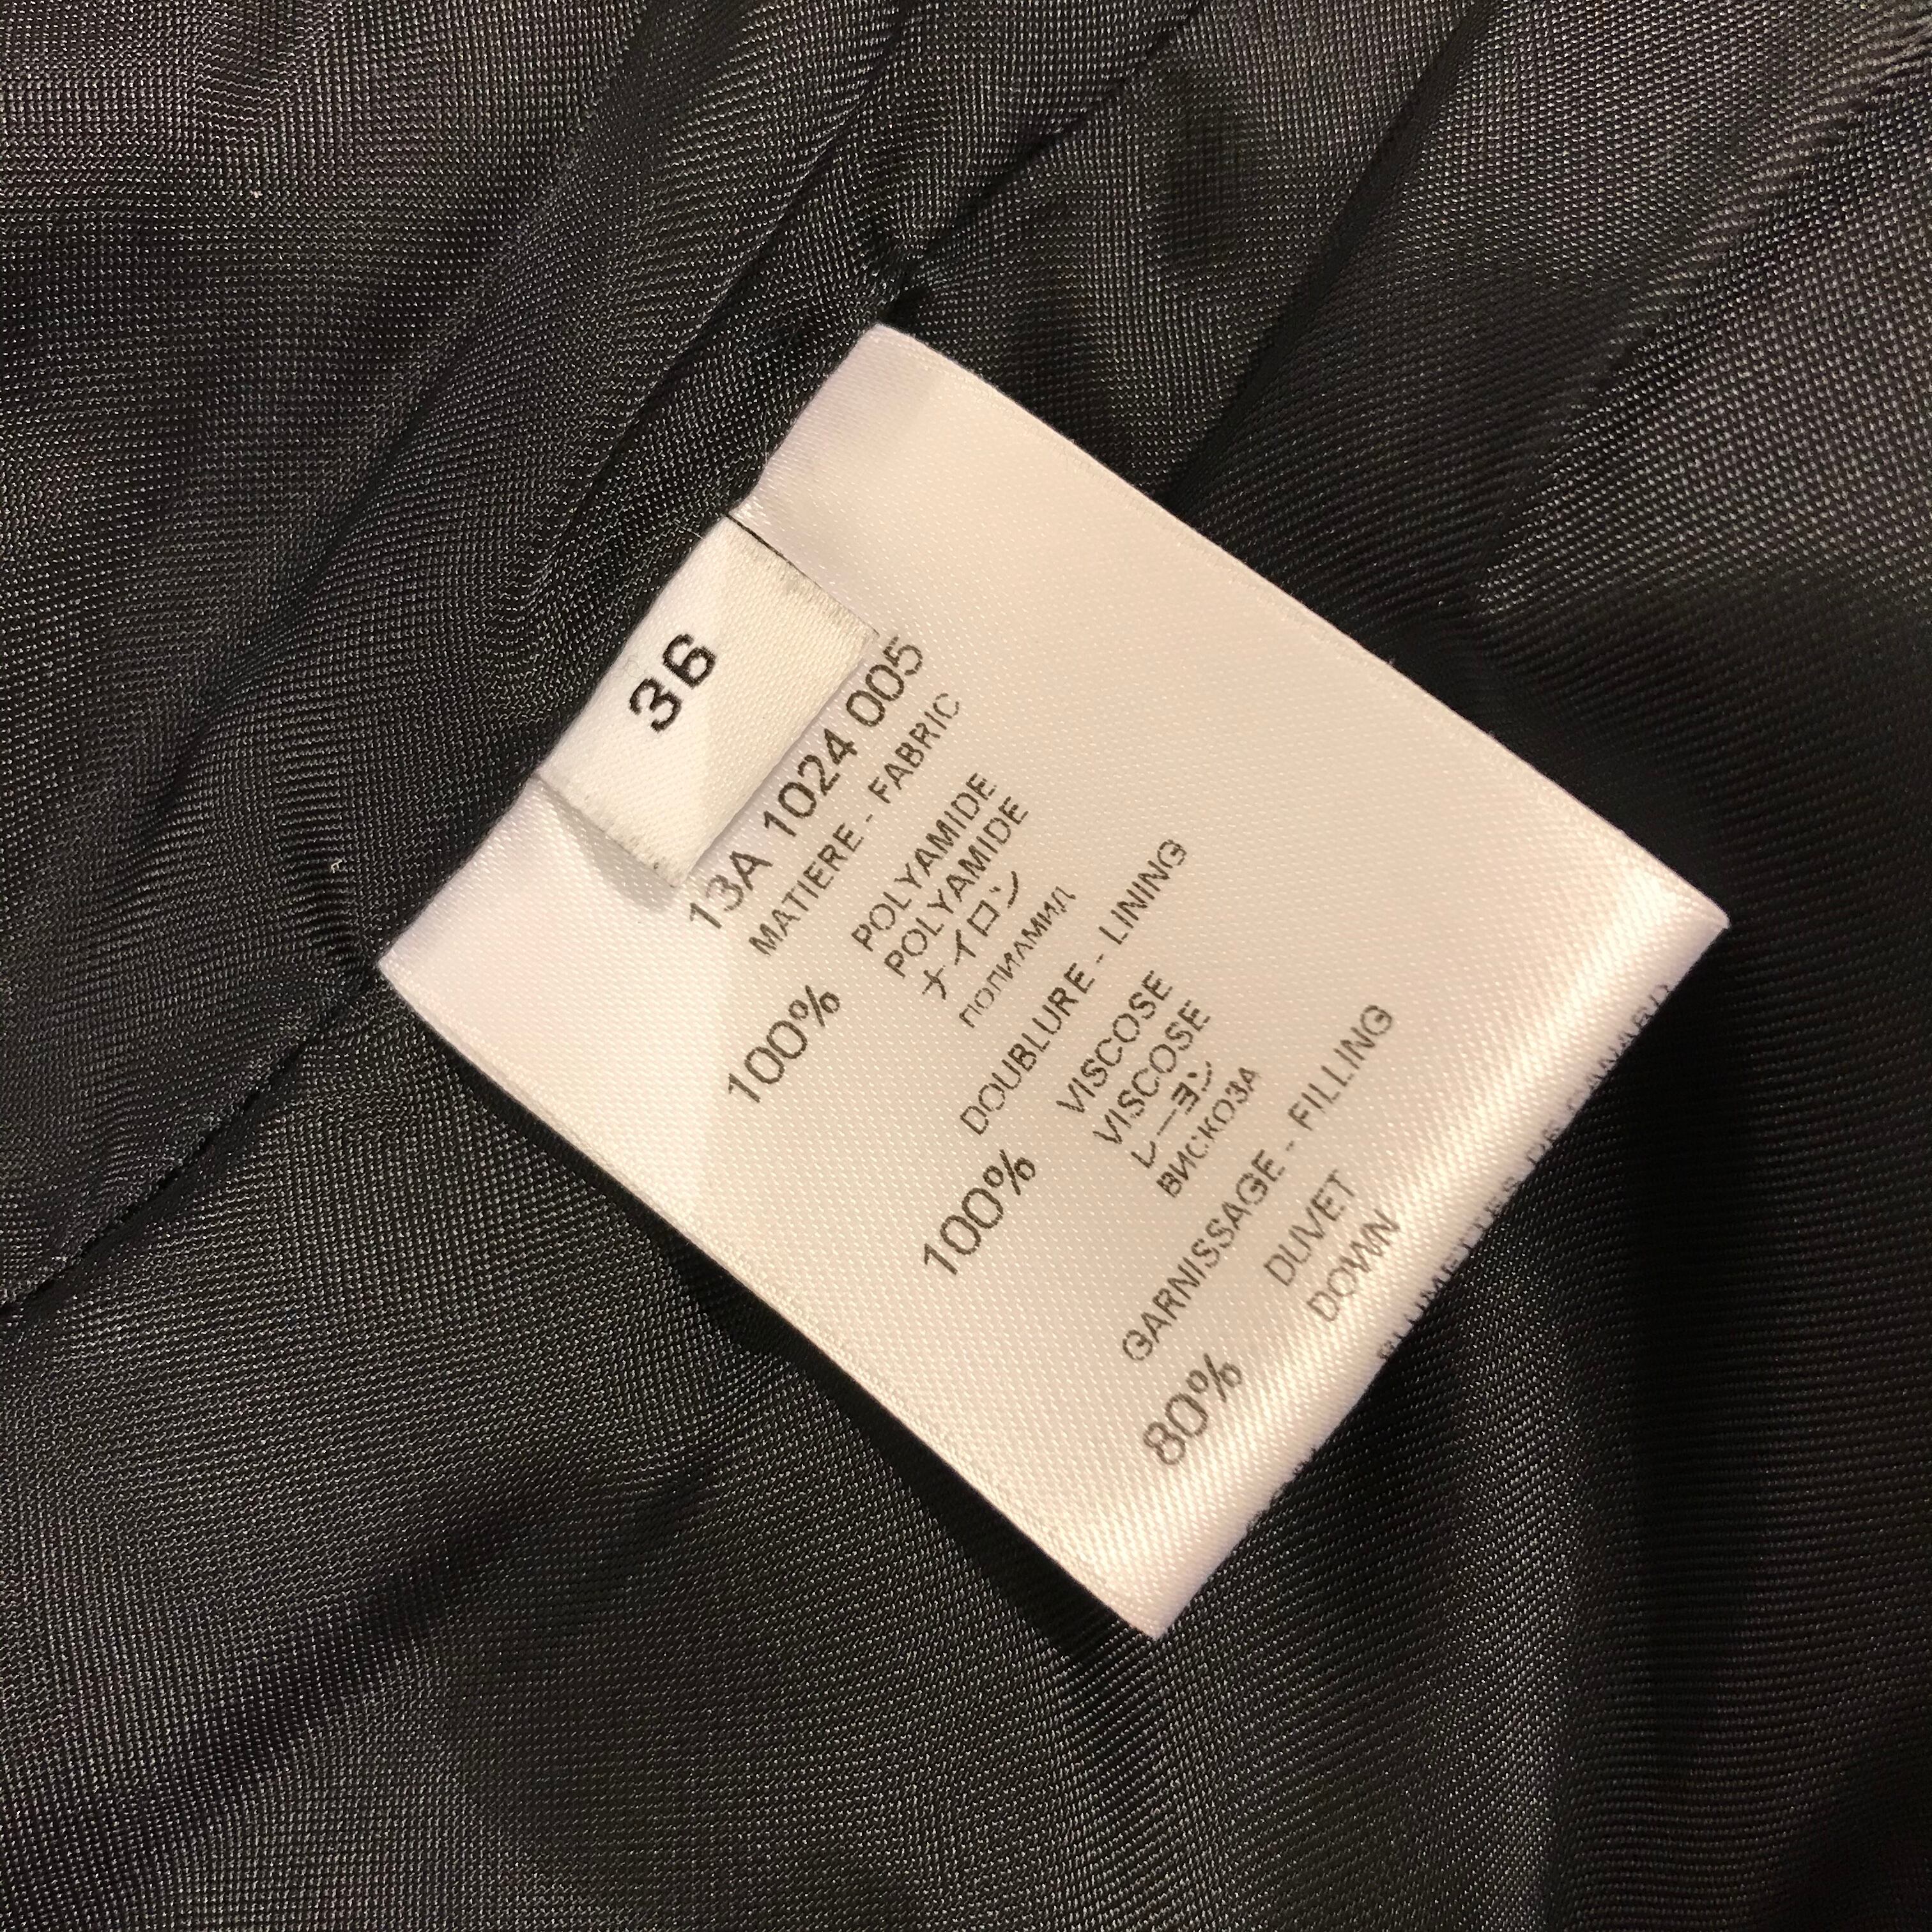 36
13A 1024 005
MATIERE - FABRIC
100% POLYAMIDE
POLYAMIDE
ナイロン
ПОЛИАМИД
DOUBLURE - LINING
100% VISCOSE
VISCOSE
レーヨン
ВИСКОЗА
GARNISSAGE - FILLING
80% DUVET
DOWN